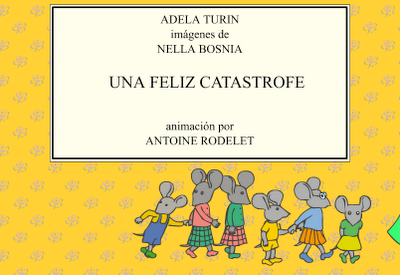 ADELA TURIN
imágenes de
NELLA BOSNIA
UNA FELIZ CATASTROFE
animación por
ANTOINE RODELET